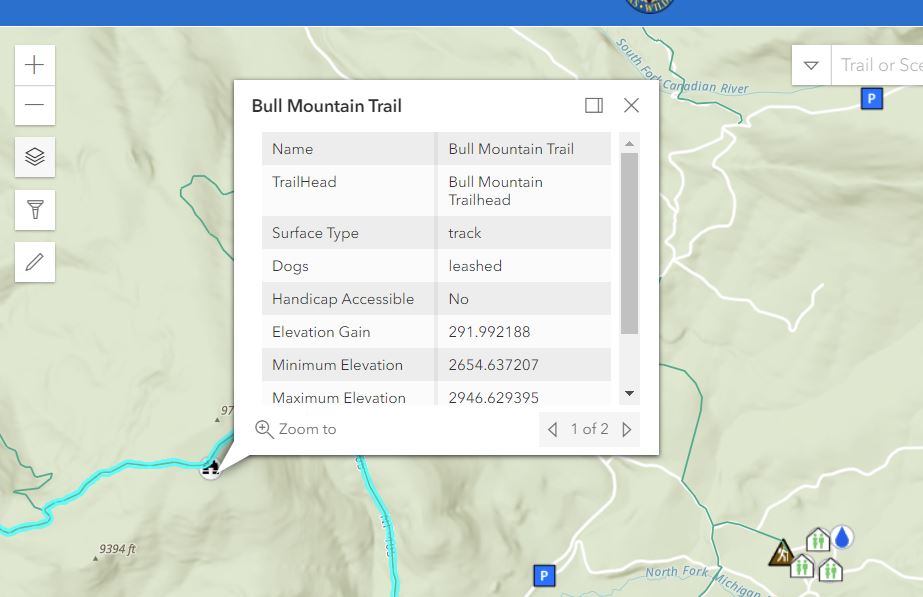 South Fork Canadian River
Trail or Sce
P
Bull Mountain Trail
Name Bull Mountain Trail
TrailHead Bull Mountain
Trailhead
Surface Type track
Dogs leashed
Handicap Accessible No
Elevation Gain 291.992188
Minimum Elevation 2654.637207
Maximum Elevation 2946.629395
Zoom to 1 of 2
97
9394 ft
P
North Fork Michigan